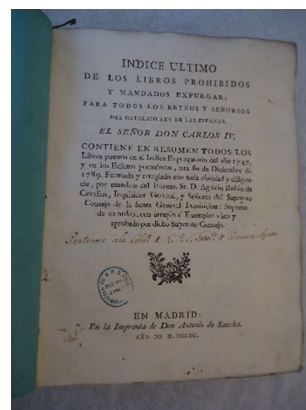 INDICE ULTIMO
DE LOS LIBROS PROHIBIDOS
Y MANDADOS EXPURGAR,
PARA TODOS LOS REYNOS Y SEÑORIOS
DEL CATOLICO REY DE LAS ESPAÑAS,
EL SEÑOR DON CARLOS IV.
CONTIENE EN RESUMEN TODOS LOS
Libros puestos en el Indice Expurgatorio del año 1747,
y en los Edictos posteriores, hasta fin de Diciembre de
1789. Formado y arreglado con toda claridad y diligen-
cia, por mandato del Excmo. Sr. D. Agustin Rubin de
Cevallos, Inquisidor General, y Señores del Supremo
Consejo de la Santa General Inquisicion: impreso
de su orden, con arreglo al Exemplar visto y
aprobado por dicho Supremo Consejo.
EN MADRID:
En la Imprenta de Don Antonio de Sancha.
AÑO DE M. DCCXC.